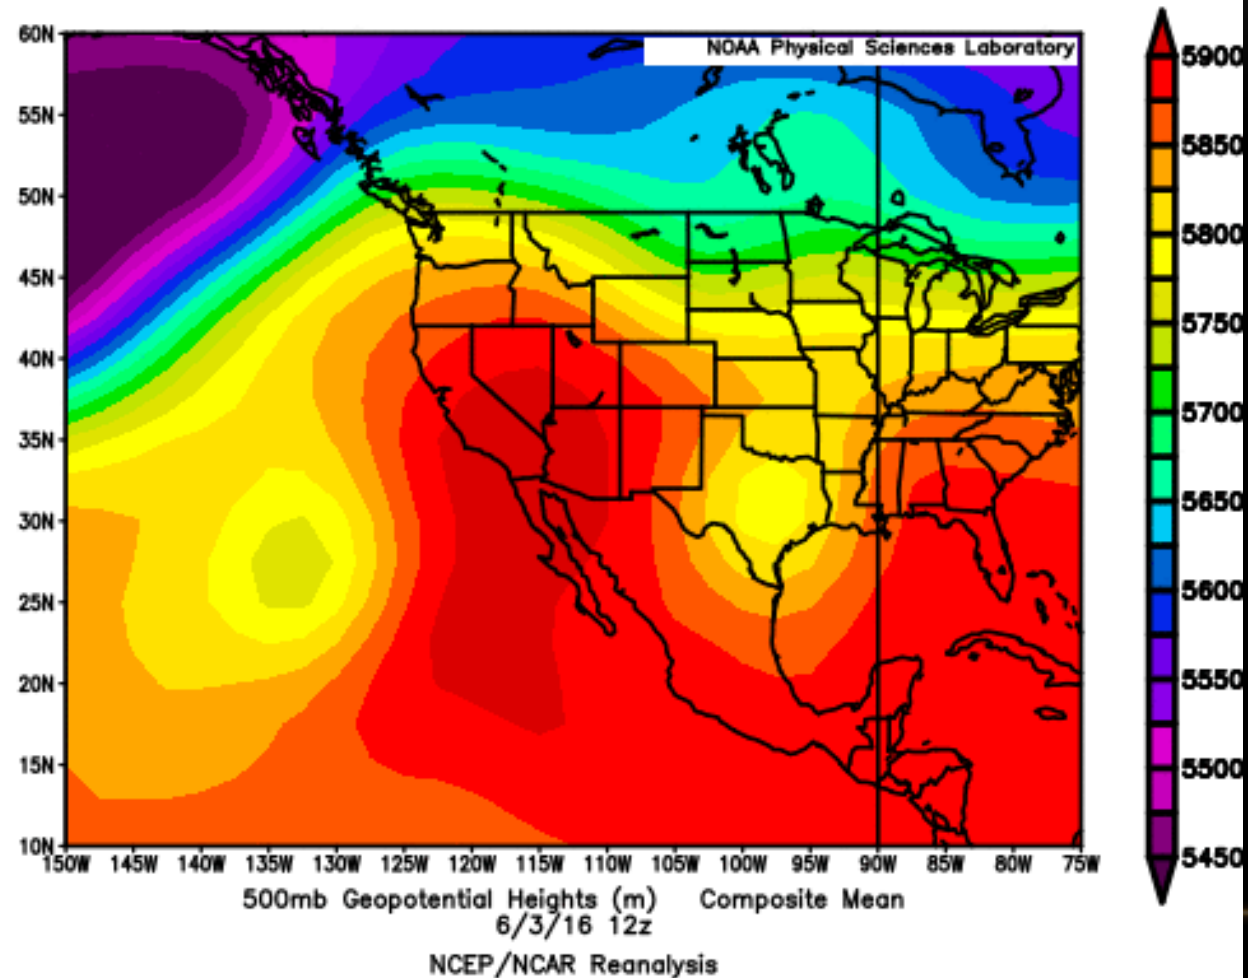 NOAA Physical Sciences Laboratory
60N
55N
50N
45N
40N
35N
30N
25N
20N
15N
10N
150W 145W 140W 135W 130W 125W 120W 115W 110W 105W 100W 95W 90W 85W 80W 75W
5900
5850
5800
5750
5700
5650
5600
5550
5500
5450
500mb Geopotential Heights (m) Composite Mean
6/3/16 12z
NCEP/NCAR Reanalysis